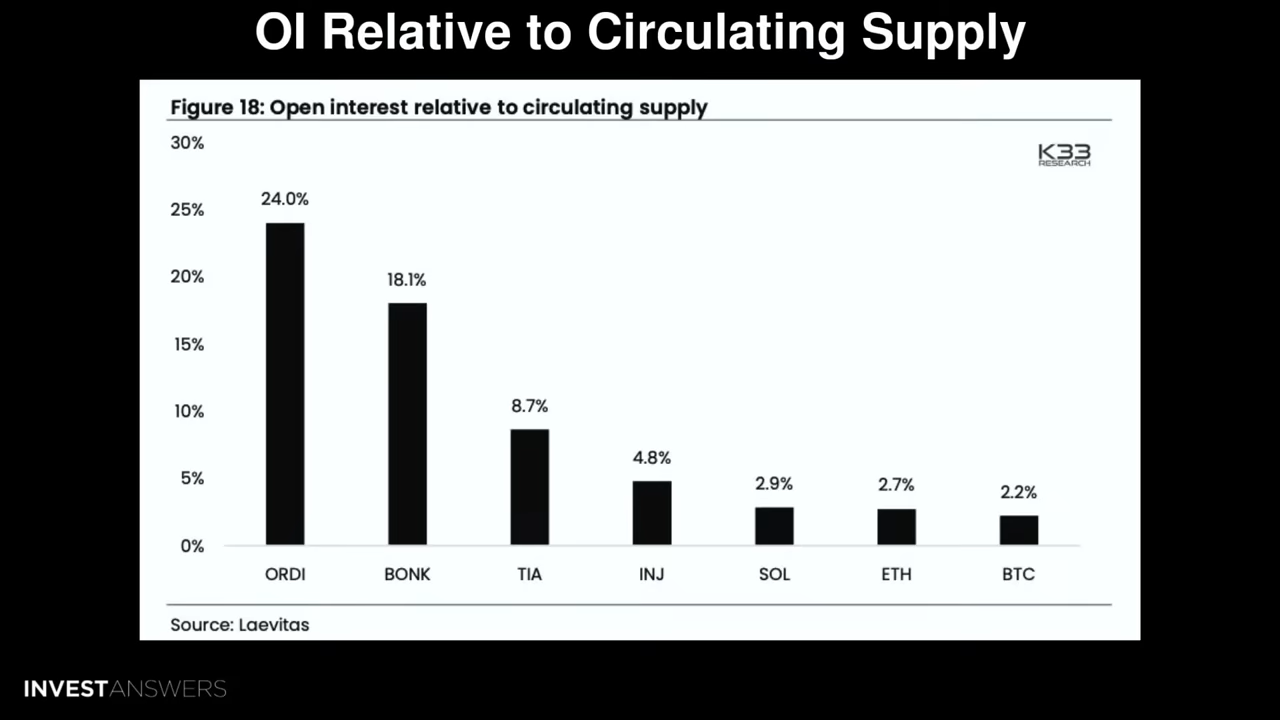 OI Relative to Circulating Supply
Figure 18: Open interest relative to circulating supply
K33
RESEARCH
30%
25%
20%
15%
10%
5%
0%
24.0%
18.1%
8.7%
4.8%
2.9%
2.7%
2.2%
ORDI BONK TIA INJ SOL ETH BTC
Source: Laevitas
INVESTANSWERS